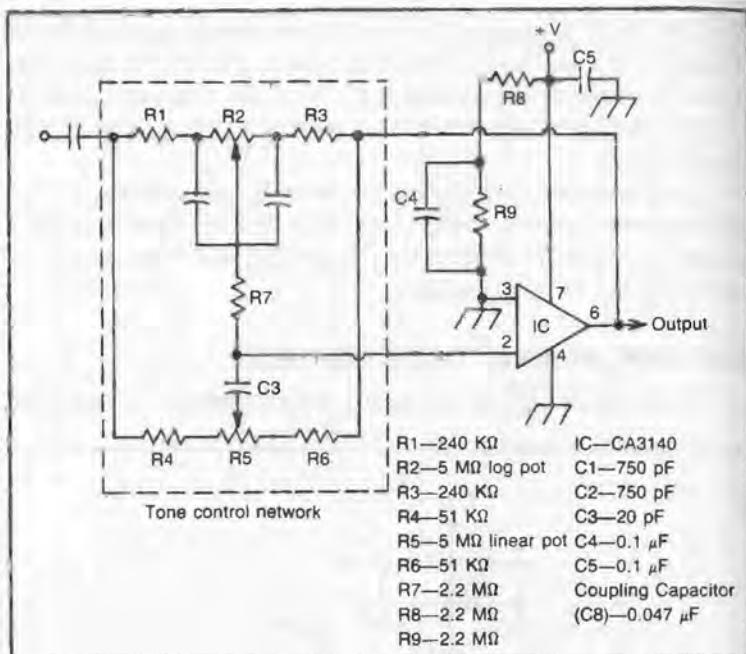 + V
C5
R8
R1
R2
R3
C4
R9
R7
3
7
IC
6
Output
2
4
C3
R4
R5
R6
Tone control network
R1—240 KΩ
R2—5 MΩ log pot
R3—240 KΩ
R4—51 KΩ
R5—5 MΩ linear pot
R6—51 KΩ
R7—2.2 MΩ
R8—2.2 MΩ
R9—2.2 MΩ
IC—CA3140
C1—750 pF
C2—750 pF
C3—20 pF
C4—0.1 μF
C5—0.1 μF
Coupling Capacitor
(C8)—0.047 μF